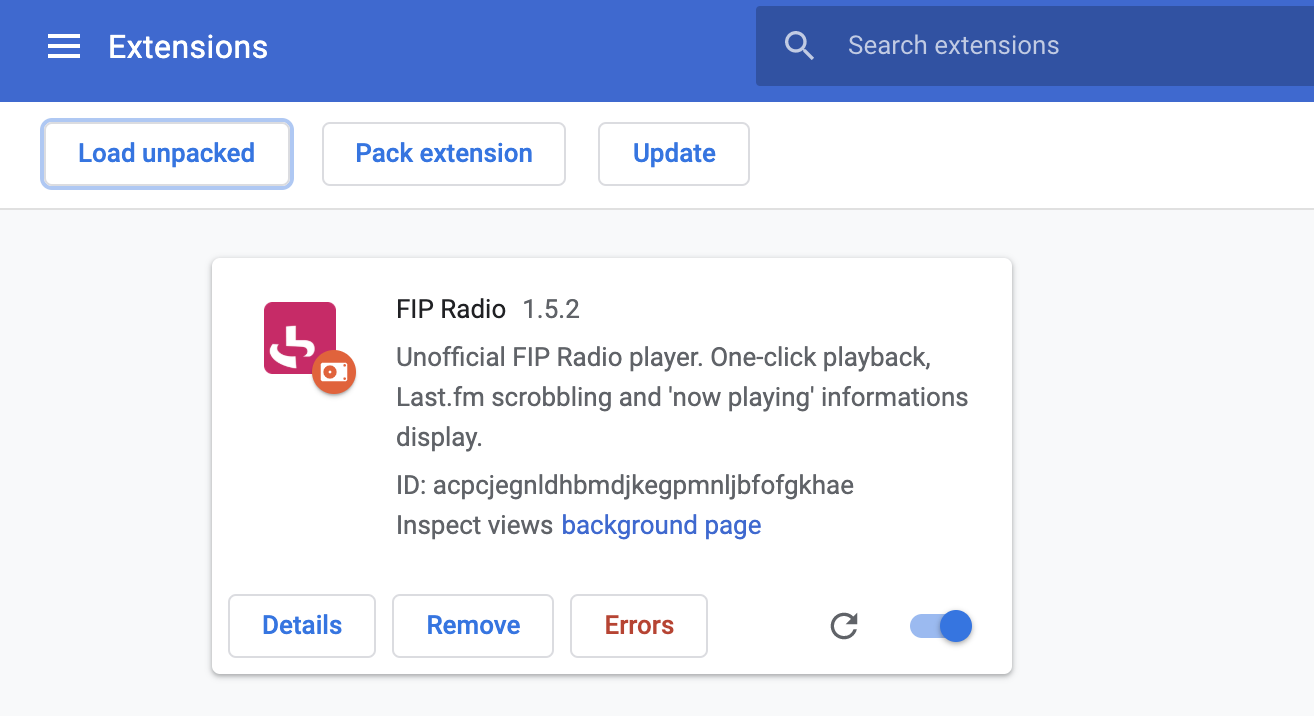 Extensions
Search extensions
Load unpacked
Pack extension
Update
FIP Radio 1.5.2
Unofficial FIP Radio player. One-click playback,
Last.fm scrobbling and 'now playing' informations
display.
ID: acpcjegnldhbmdjkegpmnljbfofgkhae
Inspect views background page
Details
Remove
Errors